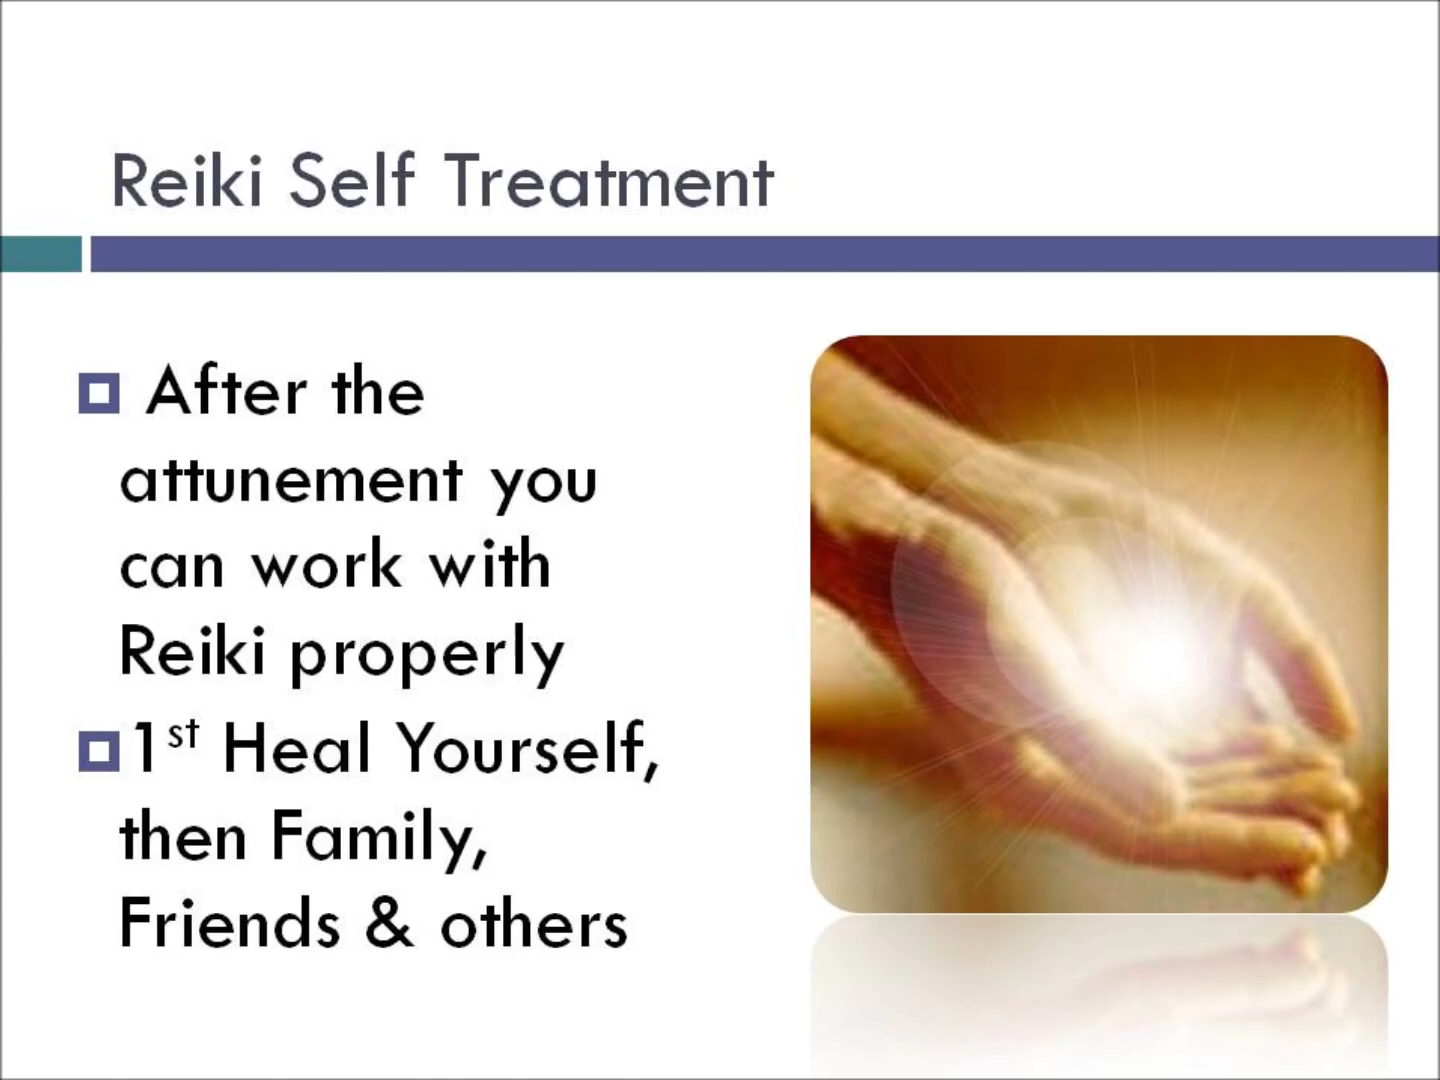 Reiki Self Treatment
After the
attunement you
can work with
Reiki properly
1st Heal Yourself,
then Family,
Friends & others